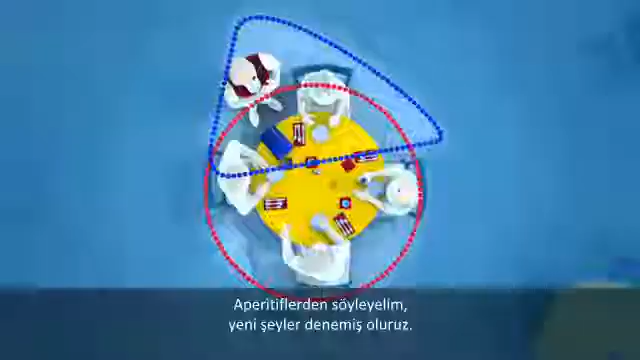 Aperitiflerden söyleyelim,
yeni şeyler denemiş oluruz.